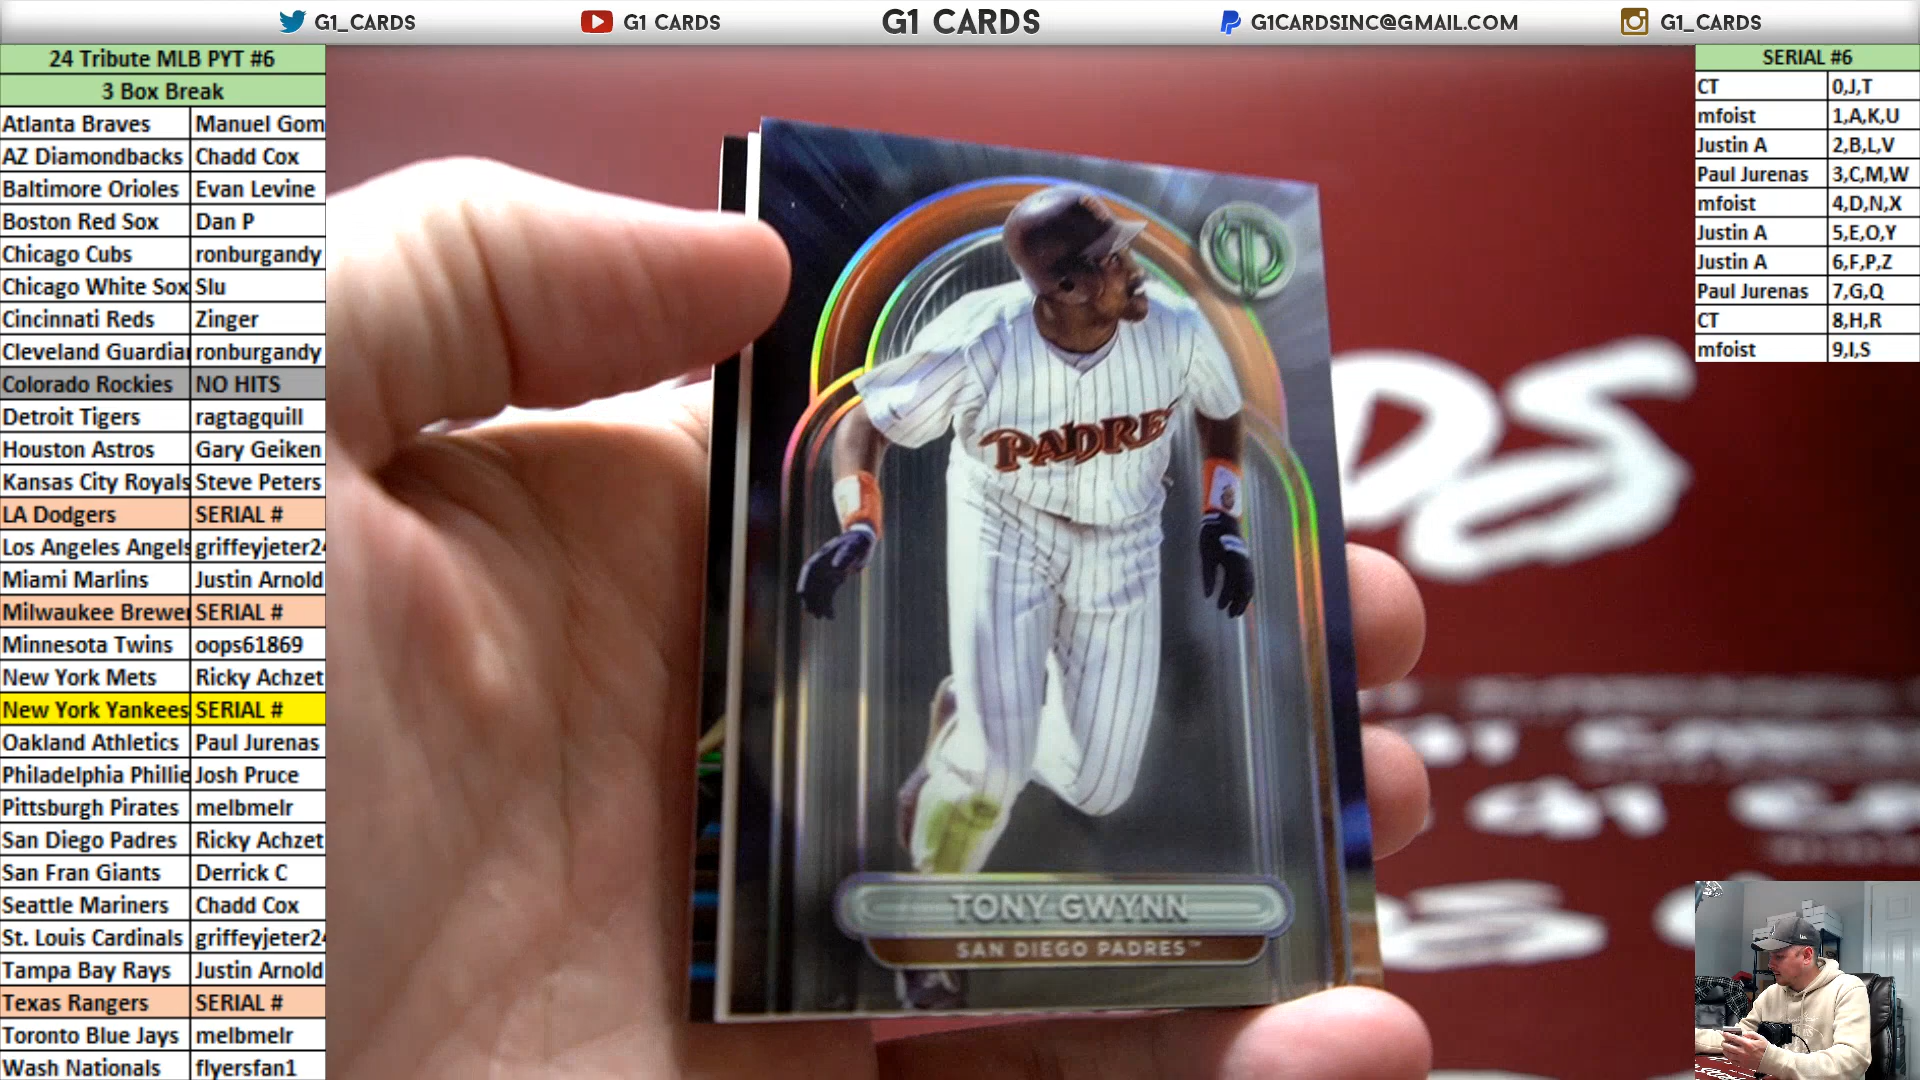 G1_CARDS G1 CARDS G1 CARDS G1CARDSINC@GMAIL.COM G1_CARDS
24 Tribute MLB PYT #6
3 Box Break
Atlanta Braves Manuel Gom
AZ Diamondbacks Chadd Cox
Baltimore Orioles Evan Levine
Boston Red Sox Dan P
Chicago Cubs ronburgandy
Chicago White Sox Slu
Cincinnati Reds Zinger
Cleveland Guardia ronburgandy
Colorado Rockies NO HITS
Detroit Tigers ragtagquill
Houston Astros Gary Geiken
Kansas City Royals Steve Peters
LA Dodgers SERIAL #
Los Angeles Angels griffeyjeter2
Miami Marlins Justin Arnold
Milwaukee Brewer SERIAL #
Minnesota Twins oops61869
New York Mets Ricky Achzet
New York Yankees SERIAL #
Oakland Athletics Paul Jurenas
Philadelphia Phillie Josh Pruce
Pittsburgh Pirates melbmelr
San Diego Padres Ricky Achzet
San Fran Giants Derrick C
Seattle Mariners Chadd Cox
St. Louis Cardinals griffeyjeter2
Tampa Bay Rays Justin Arnold
Texas Rangers SERIAL #
Toronto Blue Jays melbmelr
Wash Nationals flyersfan1
PADRE
TONY GWYNN
SAN DIEGO PADRES™
DS
SERIAL #6
CT 0,J,T
mfoist 1,A,K,U
Justin A 2,B,L,V
Paul Jurenas 3,C,M,W
mfoist 4,D,N,X
Justin A 5,E,O,Y
Justin A 6,F,P,Z
Paul Jurenas 7,G,Q
CT 8,H,R
mfoist 9,I,S